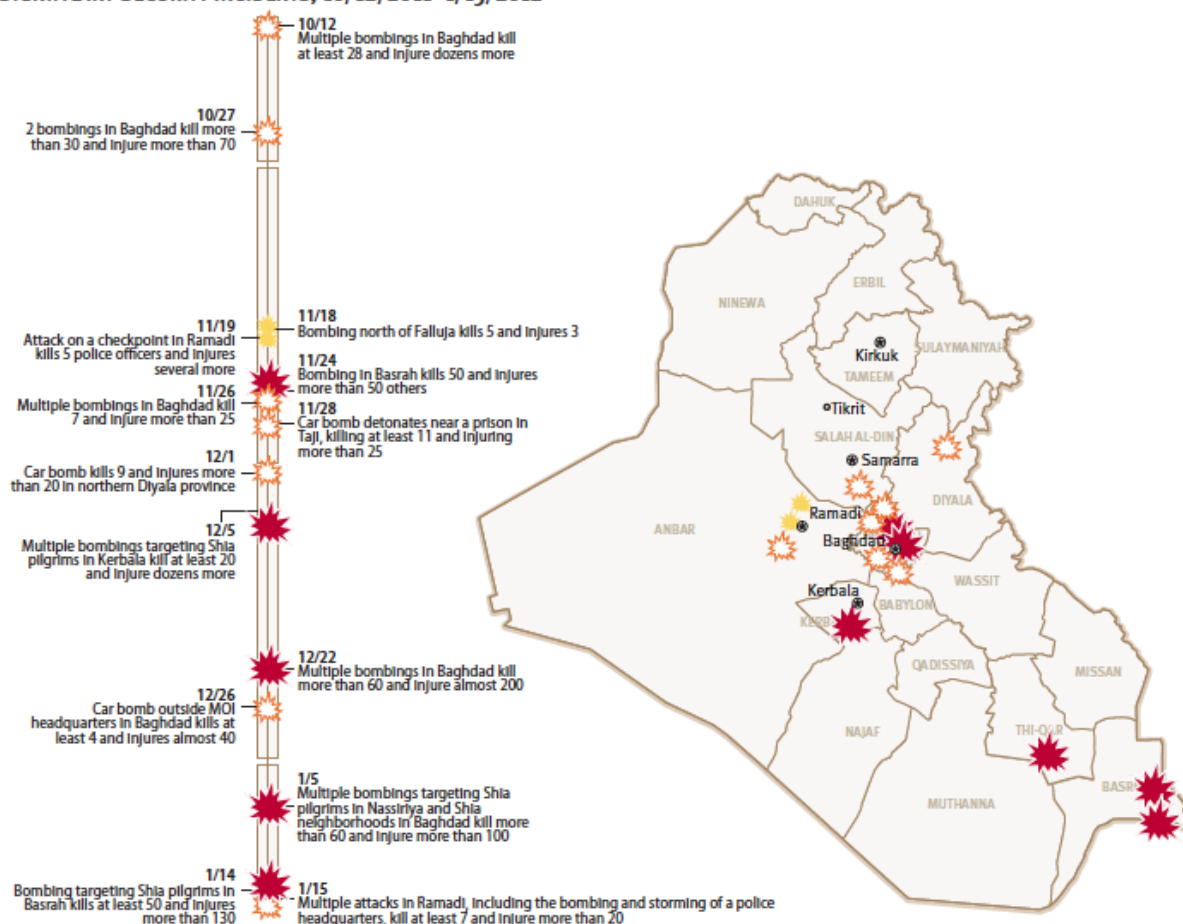 10/12
Multiple bombings in Baghdad kill
at least 28 and injure dozens more
10/27
2 bombings in Baghdad kill more
than 30 and injure more than 70
11/18
Bombing north of Falluja kills 5 and injures 3
11/19
Attack on a checkpoint in Ramadi
kills 5 police officers and injures
several more
11/24
Bombing in Basrah kills 50 and injures
more than 50 others
11/26
Multiple bombings in Baghdad kill
7 and injure more than 25
11/28
Car bomb detonates near a prison in
Taji, killing at least 11 and injuring
more than 25
12/1
Car bomb kills 9 and injures more
than 20 in northern Diyala province
12/5
Multiple bombings targeting Shia
pilgrims in Kerbala kill at least 20
and injure dozens more
12/22
Multiple bombings in Baghdad kill
more than 60 and injure almost 200
12/26
Car bomb outside MOI
headquarters in Baghdad kills at
least 4 and injures almost 40
1/5
Multiple bombings targeting Shia
pilgrims in Nassiriya and Shia
neighborhoods in Baghdad kill more
than 60 and injure more than 100
1/14
Bombing targeting Shia pilgrims in
Basrah kills at least 50 and injures
more than 130
1/15
Multiple attacks in Ramadi, including the bombing and storming of a police
headquarters, kill at least 7 and injure more than 20
DAHUK
NINEWA
ERBIL
Kirkuk
SULAYMANIYAH
TAMEEM
Tikrit
SALAH AL-DIN
Samarra
DIYALA
ANBAR
Ramadi
Baghdad
WASSIT
Kerbala
BABYLON
QADISSIYA
MISSAN
NAJAF
THI-QAR
MUTHANNA